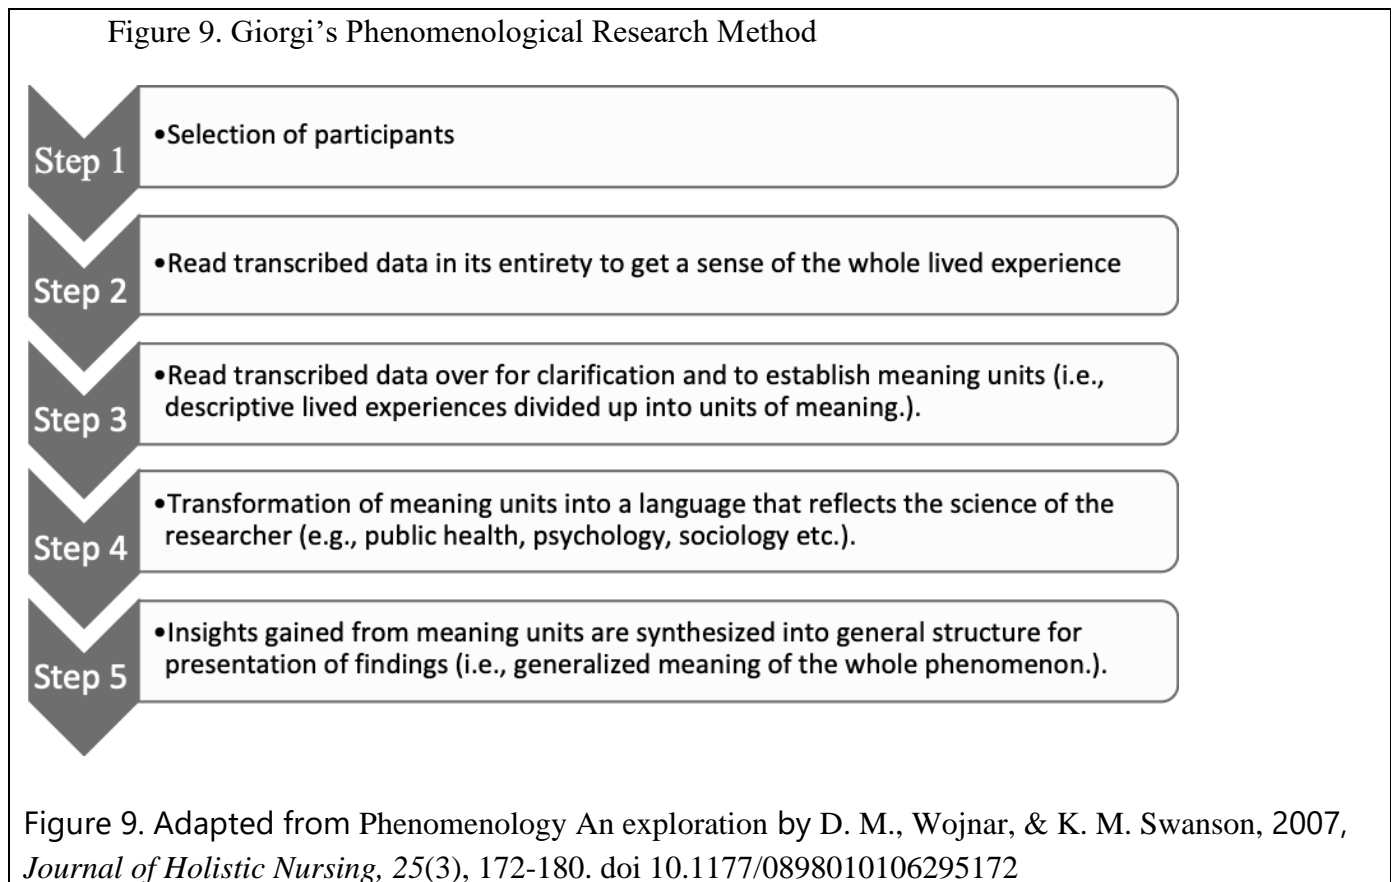 Figure 9. Giorgi’s Phenomenological Research Method
Step 1
•Selection of participants
Step 2
•Read transcribed data in its entirety to get a sense of the whole lived experience
Step 3
•Read transcribed data over for clarification and to establish meaning units (i.e.,
descriptive lived experiences divided up into units of meaning.).
Step 4
•Transformation of meaning units into a language that reflects the science of the
researcher (e.g., public health, psychology, sociology etc.).
Step 5
•Insights gained from meaning units are synthesized into general structure for
presentation of findings (i.e., generalized meaning of the whole phenomenon.).
Figure 9. Adapted from Phenomenology An exploration by D. M., Wojnar, & K. M. Swanson, 2007,
Journal of Holistic Nursing, 25(3), 172-180. doi 10.1177/0898010106295172